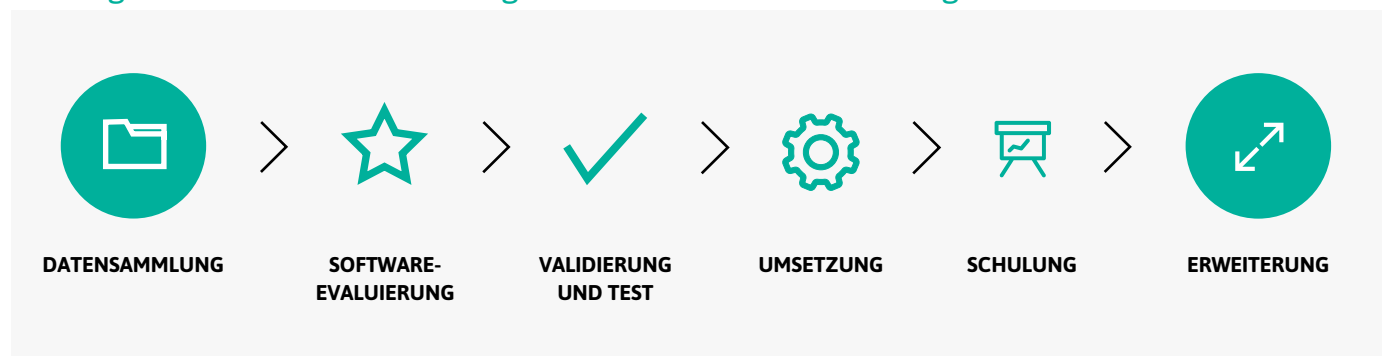 DATENSAMMLUNG
SOFTWARE-
EVALUIERUNG
VALIDIERUNG
UND TEST
UMSETZUNG
SCHULUNG
ERWEITERUNG